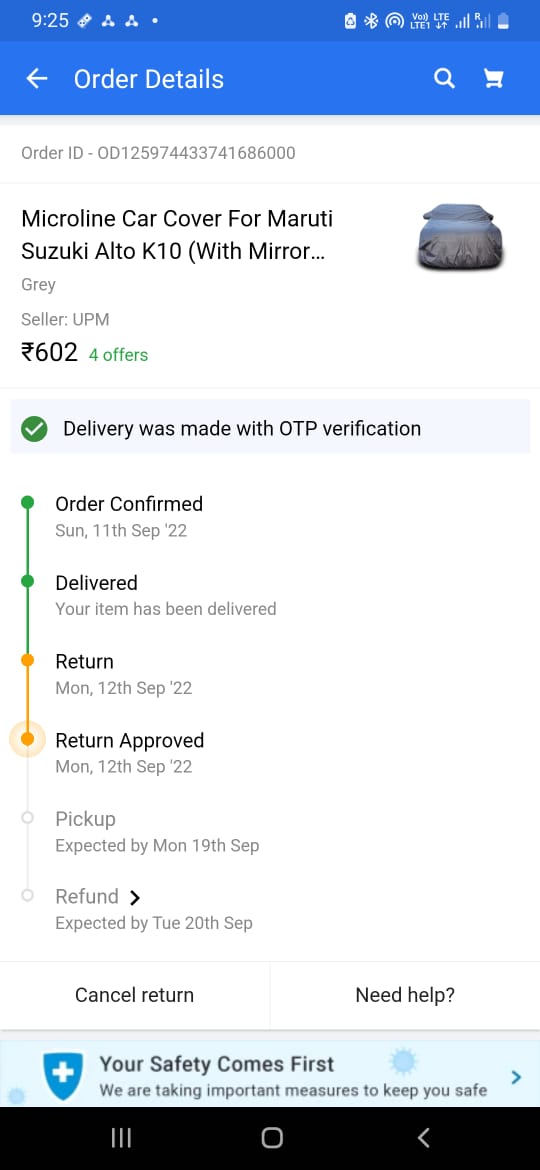 9:25
Vo) LTE
LTE1
R
Order Details
Order ID - OD125974433741686000
Microline Car Cover For Maruti
Suzuki Alto K10 (With Mirror...
Grey
Seller: UPM
₹602 4 offers
Delivery was made with OTP verification
Order Confirmed
Sun, 11th Sep '22
Delivered
Your item has been delivered
Return
Mon, 12th Sep '22
Return Approved
Mon, 12th Sep '22
Pickup
Expected by Mon 19th Sep
Refund
Expected by Tue 20th Sep
Cancel return Need help?
Your Safety Comes First
We are taking important measures to keep you safe